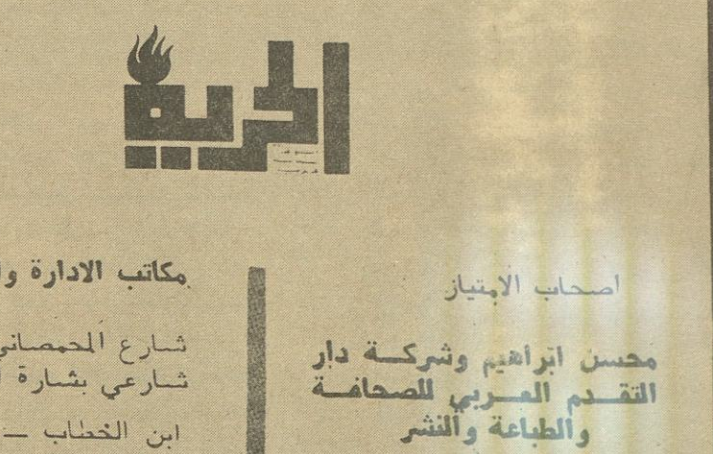 الحرية
اصحاب الامتياز
محسن ابراهيم وشركة دار
التقدم العربي للصحافة
والطباعة والنشر
مكاتب الادارة
شارع المحمصاني
شارعي بشارة
ابن الخطاب —